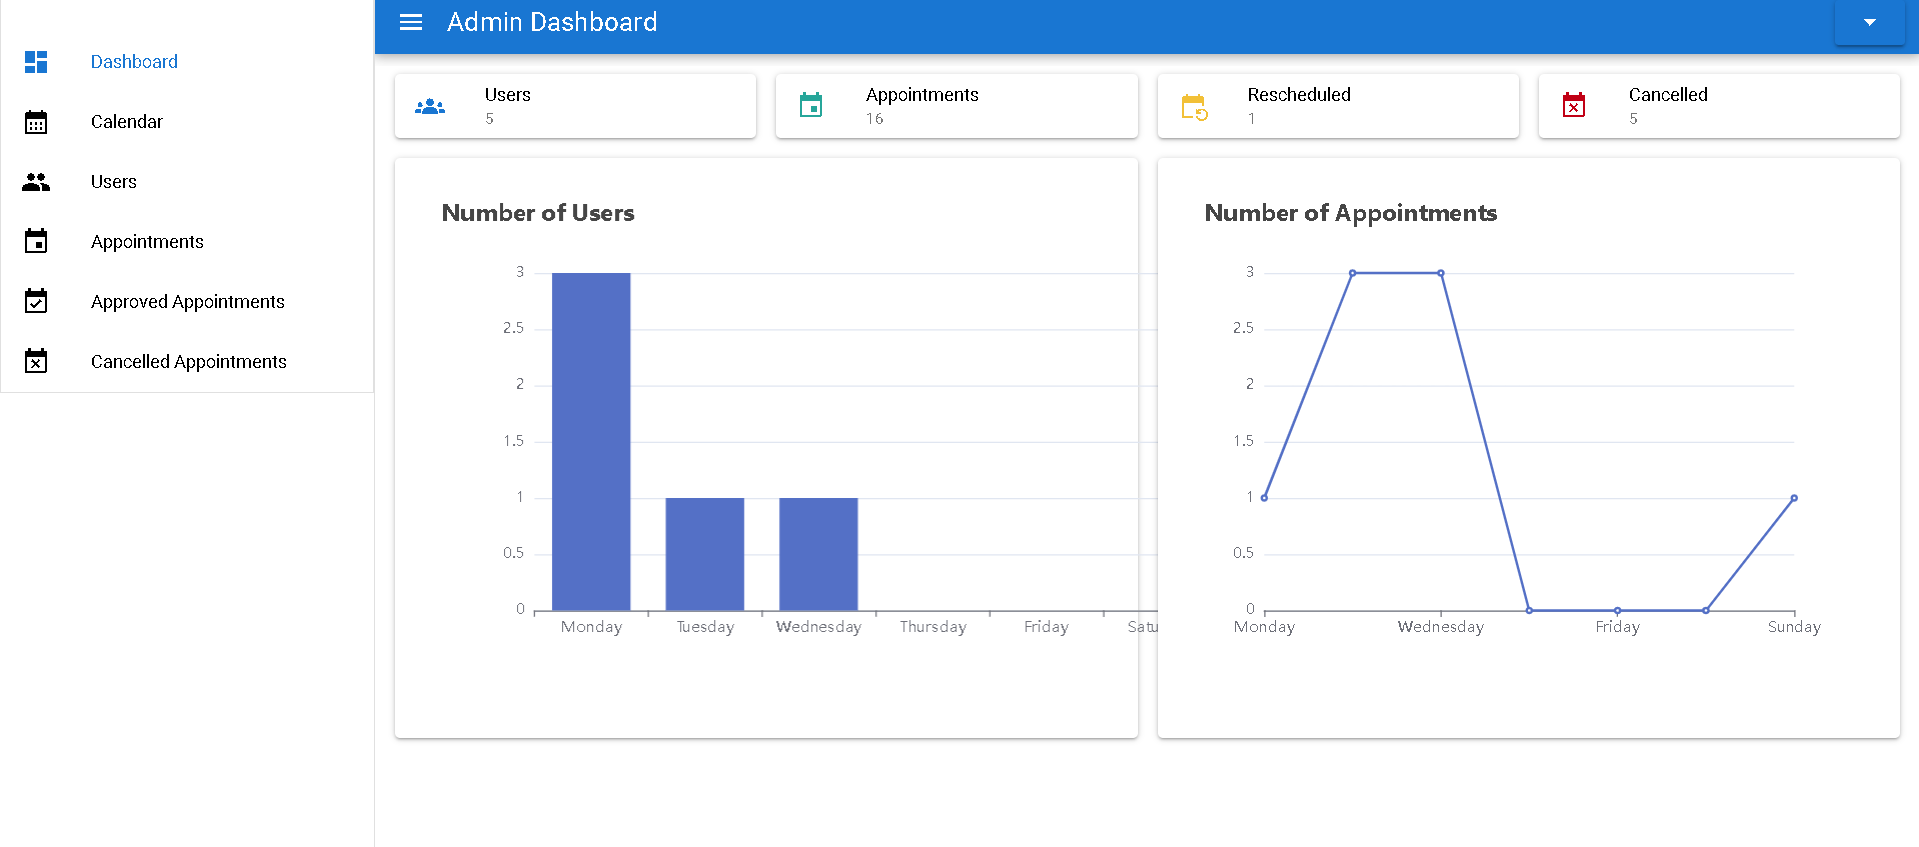 Admin Dashboard
Dashboard
Calendar
Users
Appointments
Approved Appointments
Cancelled Appointments
Users
5
Appointments
16
Rescheduled
1
Cancelled
5
Number of Users
3
2.5
2
1.5
1
0.5
0
Monday Tuesday Wednesday Thursday Friday Satu
Number of Appointments
3
2.5
2
1.5
1
0.5
0
Monday Wednesday Friday Sunday